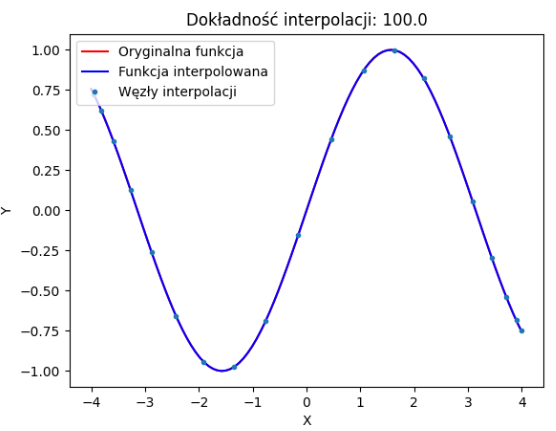 Dokładność interpolacji: 100.0
Oryginalna funkcja
Funkcja interpolowana
Węzły interpolacji
1.00
0.75
0.50
0.25
0.00
−0.25
−0.50
−0.75
−1.00
Y
−4 −3 −2 −1 0 1 2 3 4
X